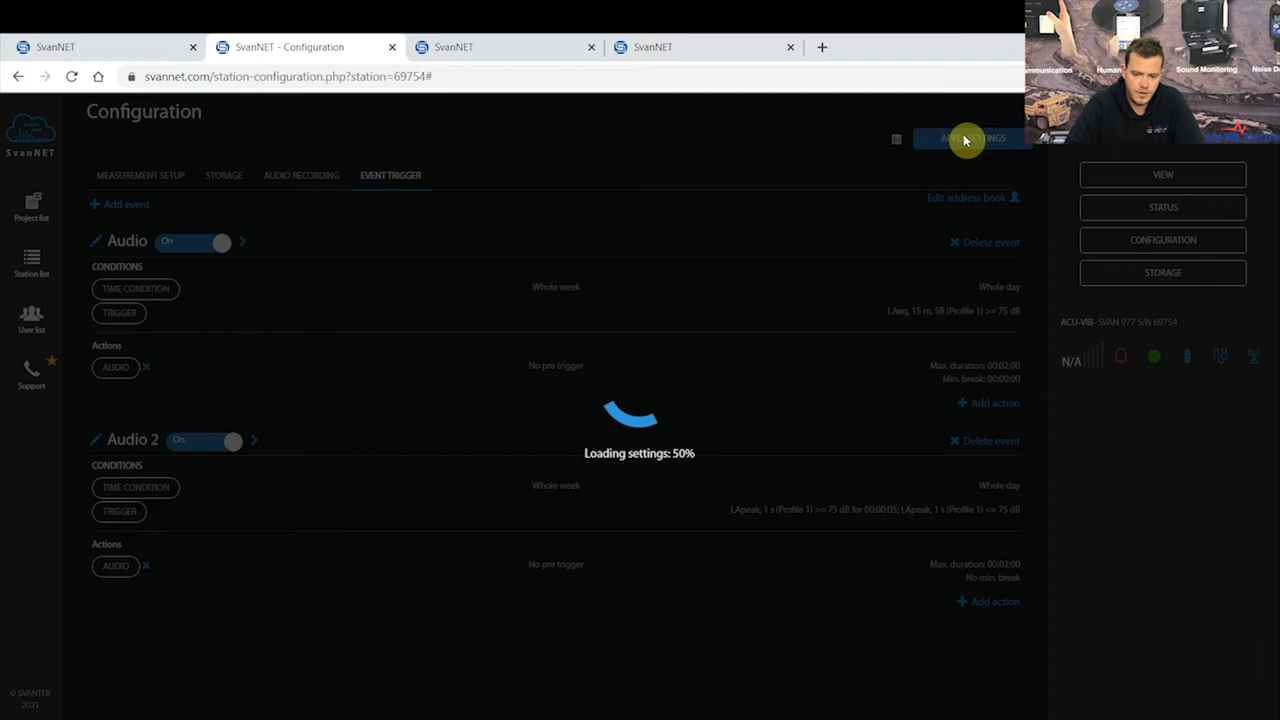 SvanNET
SvanNET - Configuration
SvanNET
SvanNET
svannet.com/station-configuration.php?station=69754#
mmunication
Human
Sound Monitoring
Noise Do
Configuration
SvanNET
SETTINGS
MEASUREMENT SETUP STORAGE AUDIO RECORDING EVENT TRIGGER
Add event
Edit address book
Project list
Station list
User list
Support
Audio On
Delete event
CONDITIONS
TIME CONDITION Whole week Whole day
TRIGGER LAeq, 15 m, SR (Profile 1) >= 75 dB
Actions
AUDIO No pre trigger Max. duration: 00:02:00
Min. break: 00:00:00
Add action
Loading settings: 50%
Audio 2 On
Delete event
CONDITIONS
TIME CONDITION Whole week Whole day
TRIGGER LApeak, 1 s (Profile 1) >= 75 dB for 00:00:05; LApeak, 1 s (Profile 1) <= 75 dB
Actions
AUDIO No pre trigger Max. duration: 00:02:00
No min. break
Add action
VIEW
STATUS
CONFIGURATION
STORAGE
ACU-VIB- SVAN 977 S/N 69754
N/A
© SVANTEK
2021